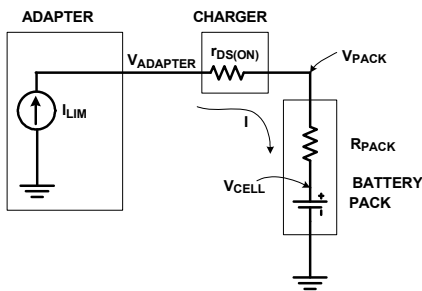 ADAPTER
CHARGER
VADAPTER
rDS(ON)
VPACK
ILIM
I
RPACK
VCELL
BATTERY
PACK
+